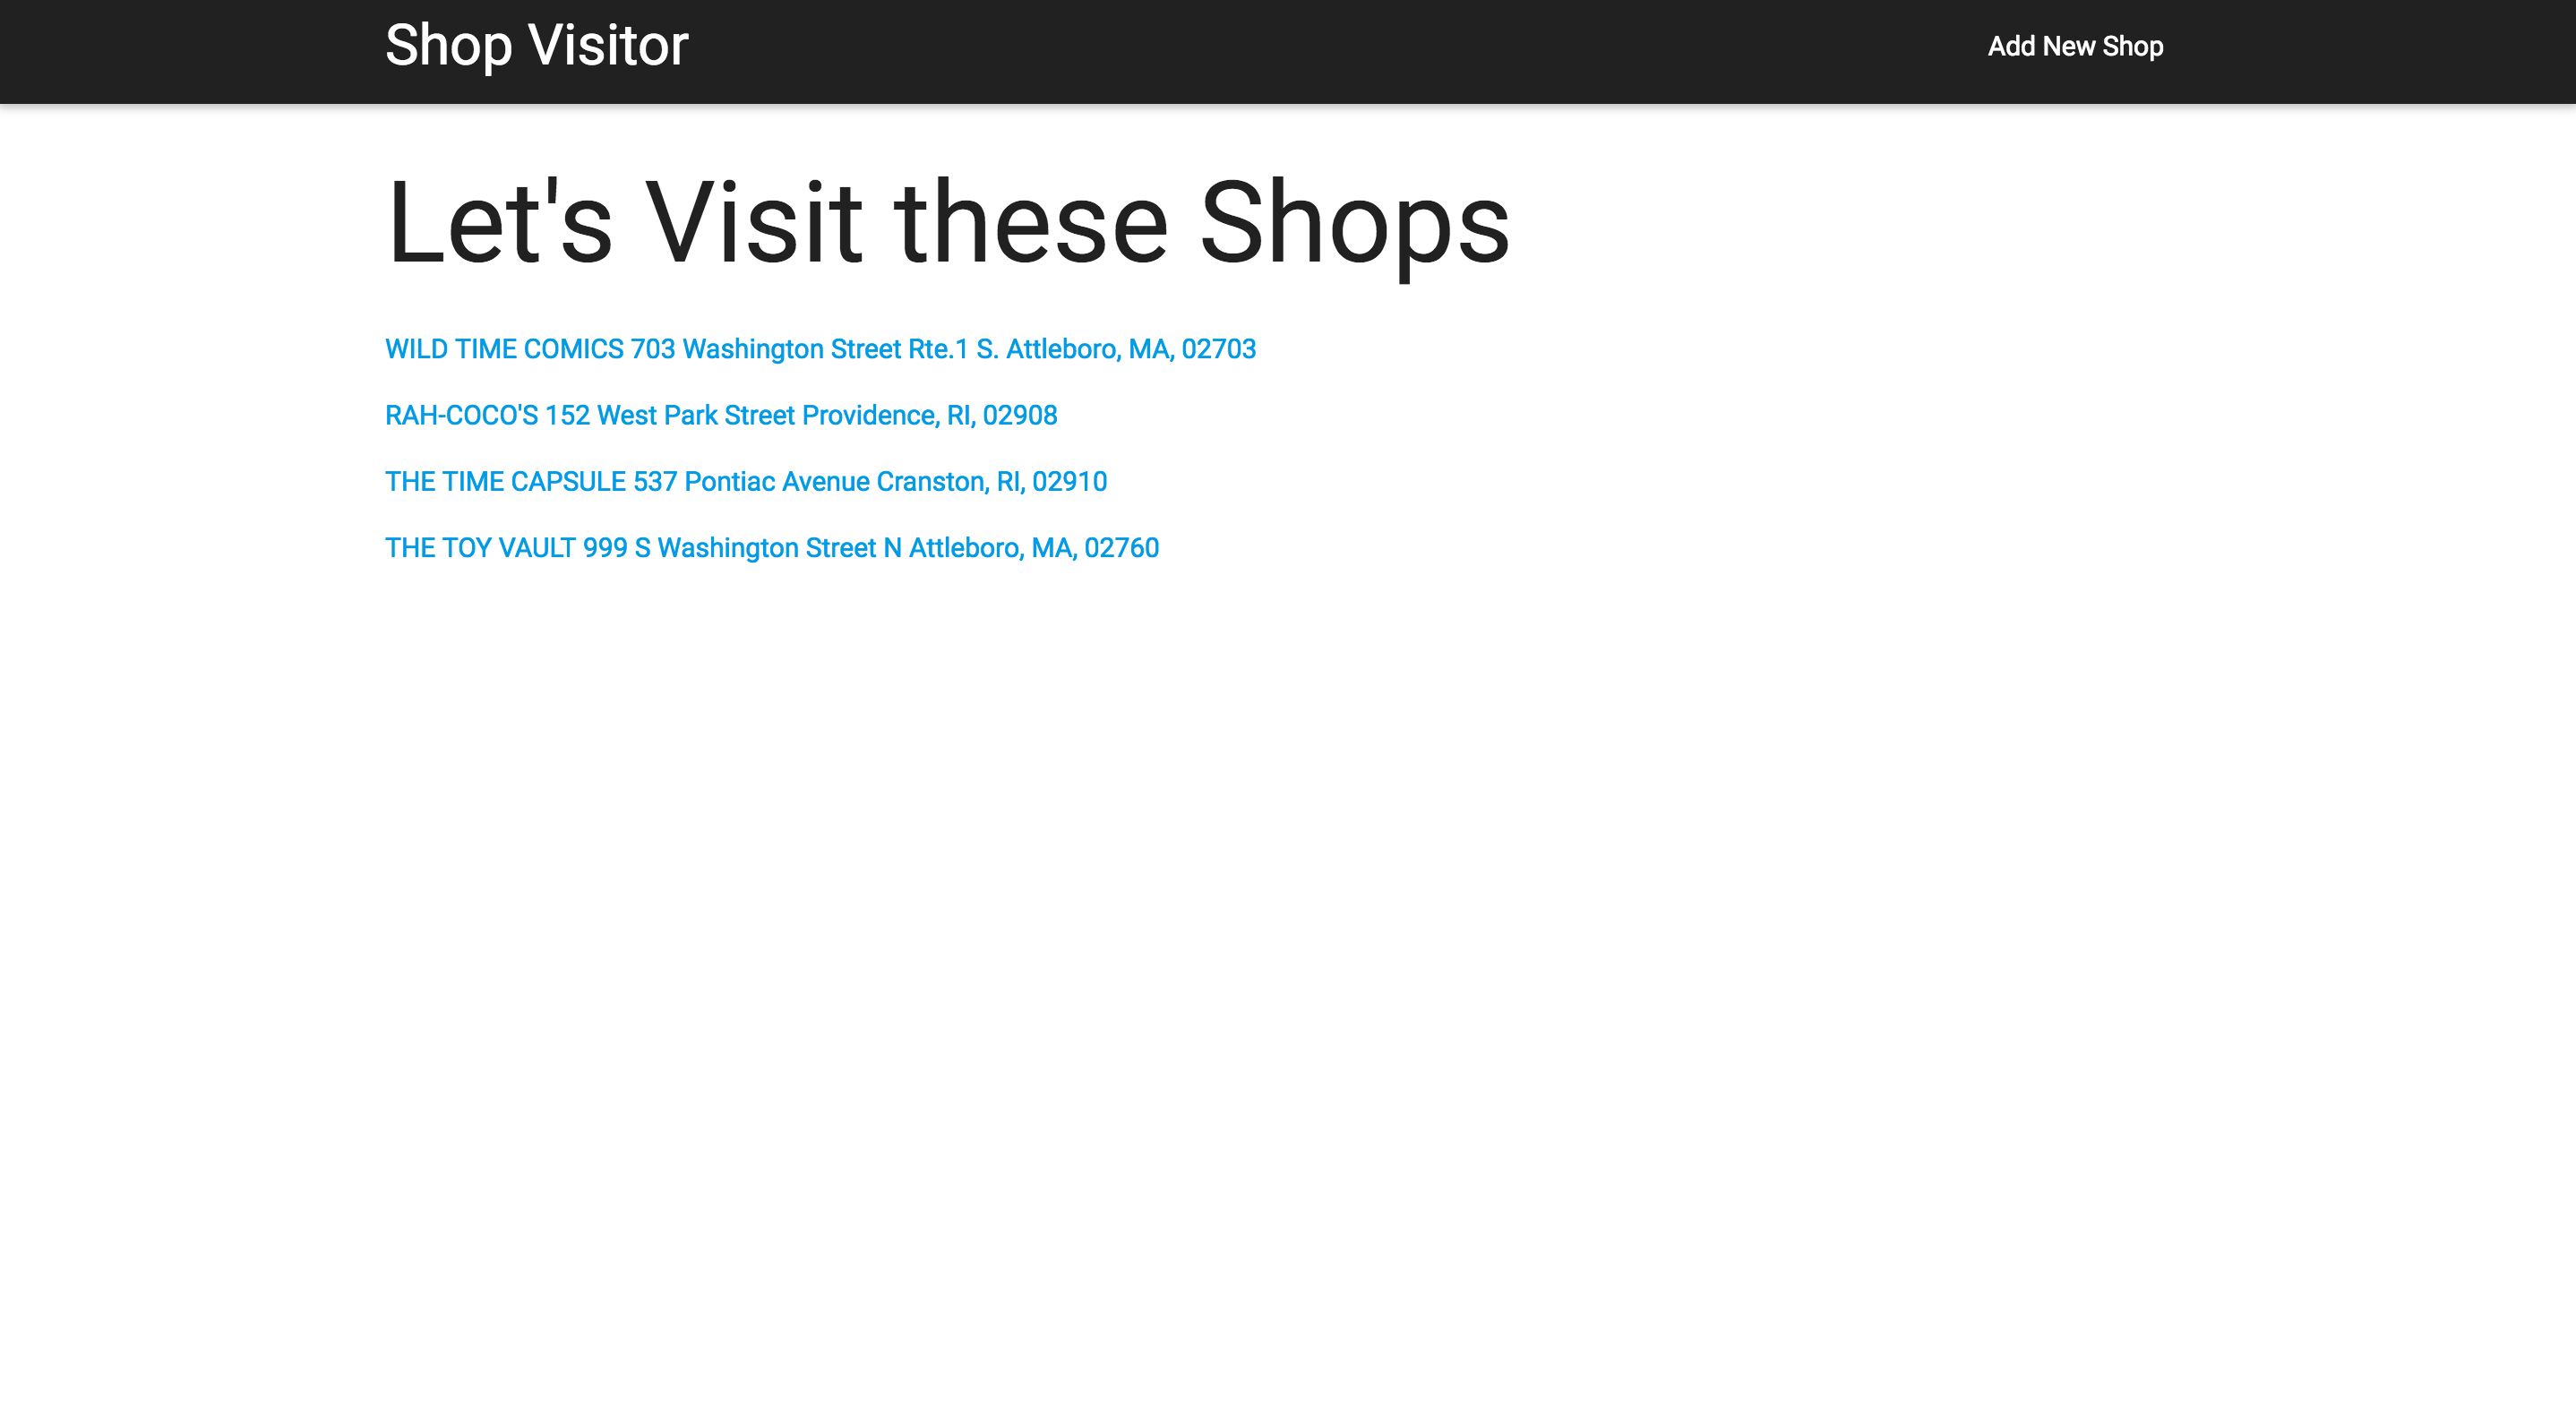 Shop Visitor
Add New Shop
Let's Visit these Shops
WILD TIME COMICS 703 Washington Street Rte.1 S. Attleboro, MA, 02703
RAH-COCO'S 152 West Park Street Providence, RI, 02908
THE TIME CAPSULE 537 Pontiac Avenue Cranston, RI, 02910
THE TOY VAULT 999 S Washington Street N Attleboro, MA, 02760